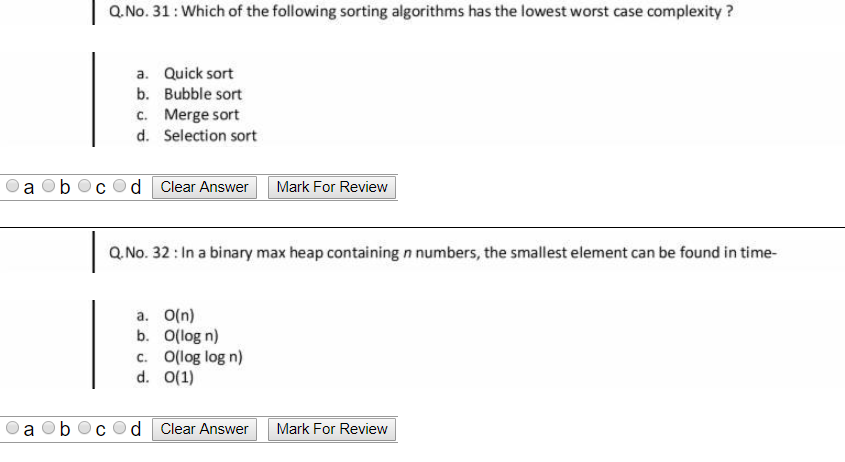 Q.No. 31 : Which of the following sorting algorithms has the lowest worst case complexity ?
a. Quick sort
b. Bubble sort
c. Merge sort
d. Selection sort
a b c d Clear Answer Mark For Review
Q.No. 32 : In a binary max heap containing n numbers, the smallest element can be found in time-
a. O(n)
b. O(log n)
c. O(log log n)
d. O(1)
a b c d Clear Answer Mark For Review